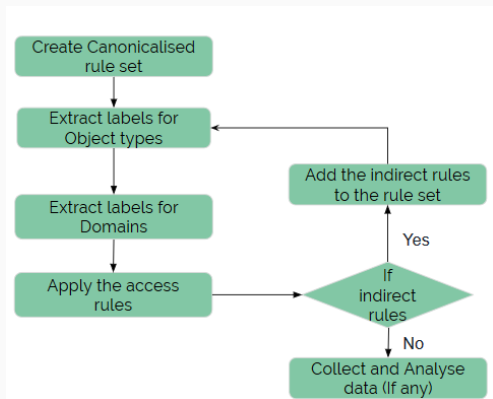 Create Canonicalised
rule set
Extract labels for
Object types
Extract labels for
Domains
Apply the access
rules
If
indirect
rules
Yes
Add the indirect rules
to the rule set
No
Collect and Analyse
data (If any)